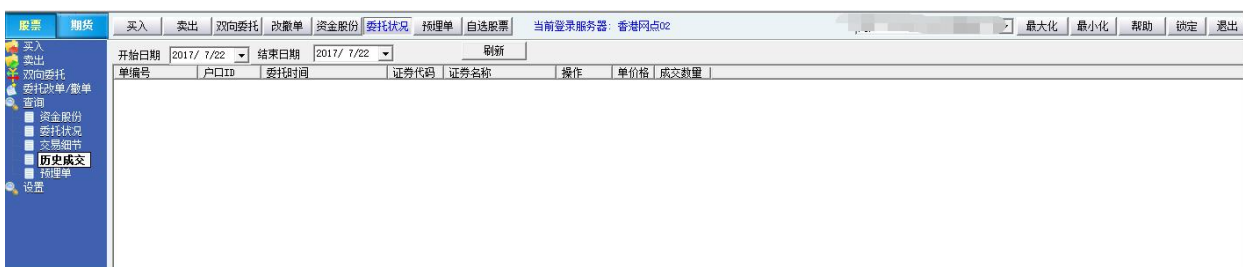 股票 期货 买入 卖出 双向委托 改撤单 资金股份 委托状况 预埋单 自选股票 当前登录服务器: 香港网点02 最大化 最小化 帮助 锁定 退出
买入
卖出
双向委托
委托改单/撤单
查询
资金股份
委托状况
交易细节
历史成交
预埋单
设置
开始日期 2017/ 7/22 结束日期 2017/ 7/22 刷新
单编号 户口ID 委托时间 证券代码 证券名称 操作 单价格 成交数量